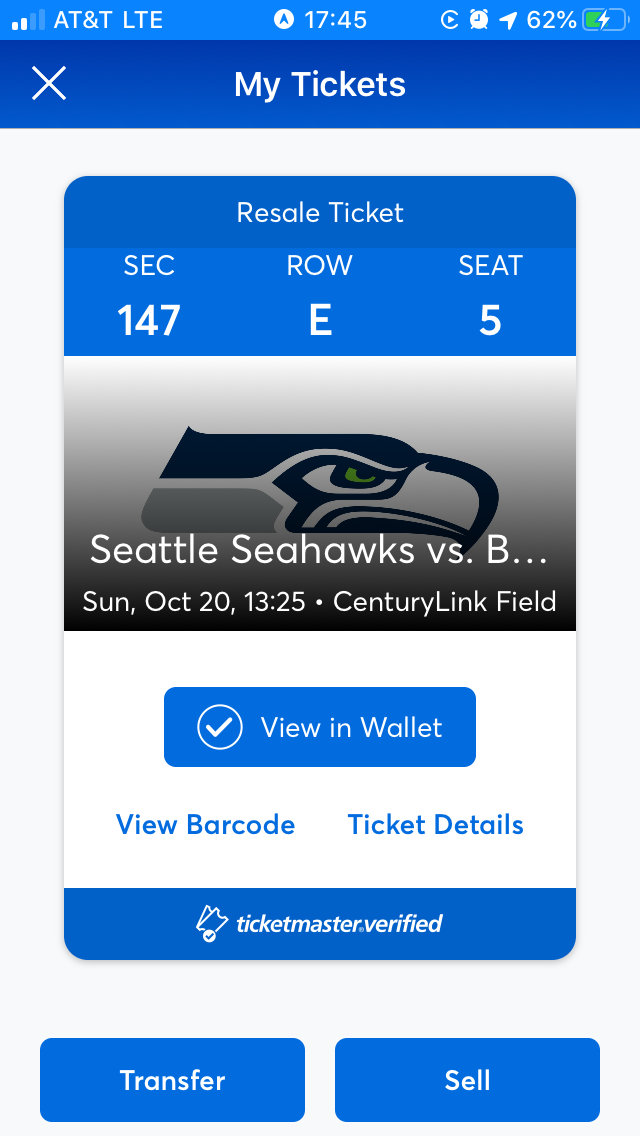 AT&T LTE 17:45 62%
My Tickets
Resale Ticket
SEC ROW SEAT
147 E 5
Seattle Seahawks vs. B...
Sun, Oct 20, 13:25 • CenturyLink Field
View in Wallet
View Barcode Ticket Details
ticketmaster®verified
Transfer Sell